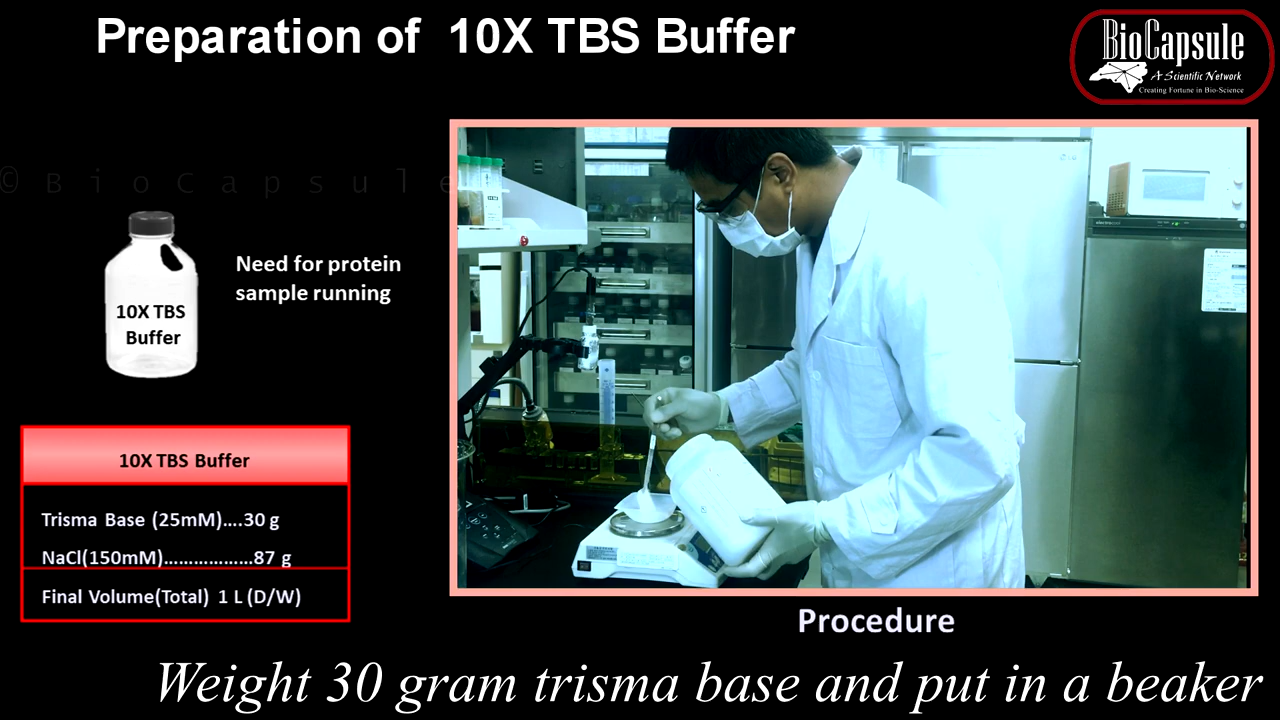 Preparation of 10X TBS Buffer
BioCapsule
A Scientific Network
Creating Fortune in Bio-Science
© BioCapsule
Need for protein
sample running
10X TBS
Buffer
10X TBS Buffer
Trisma Base (25mM)....30 g
NaCl(150mM)..................87 g
Final Volume(Total) 1 L (D/W)
Procedure
Weight 30 gram trisma base and put in a beaker